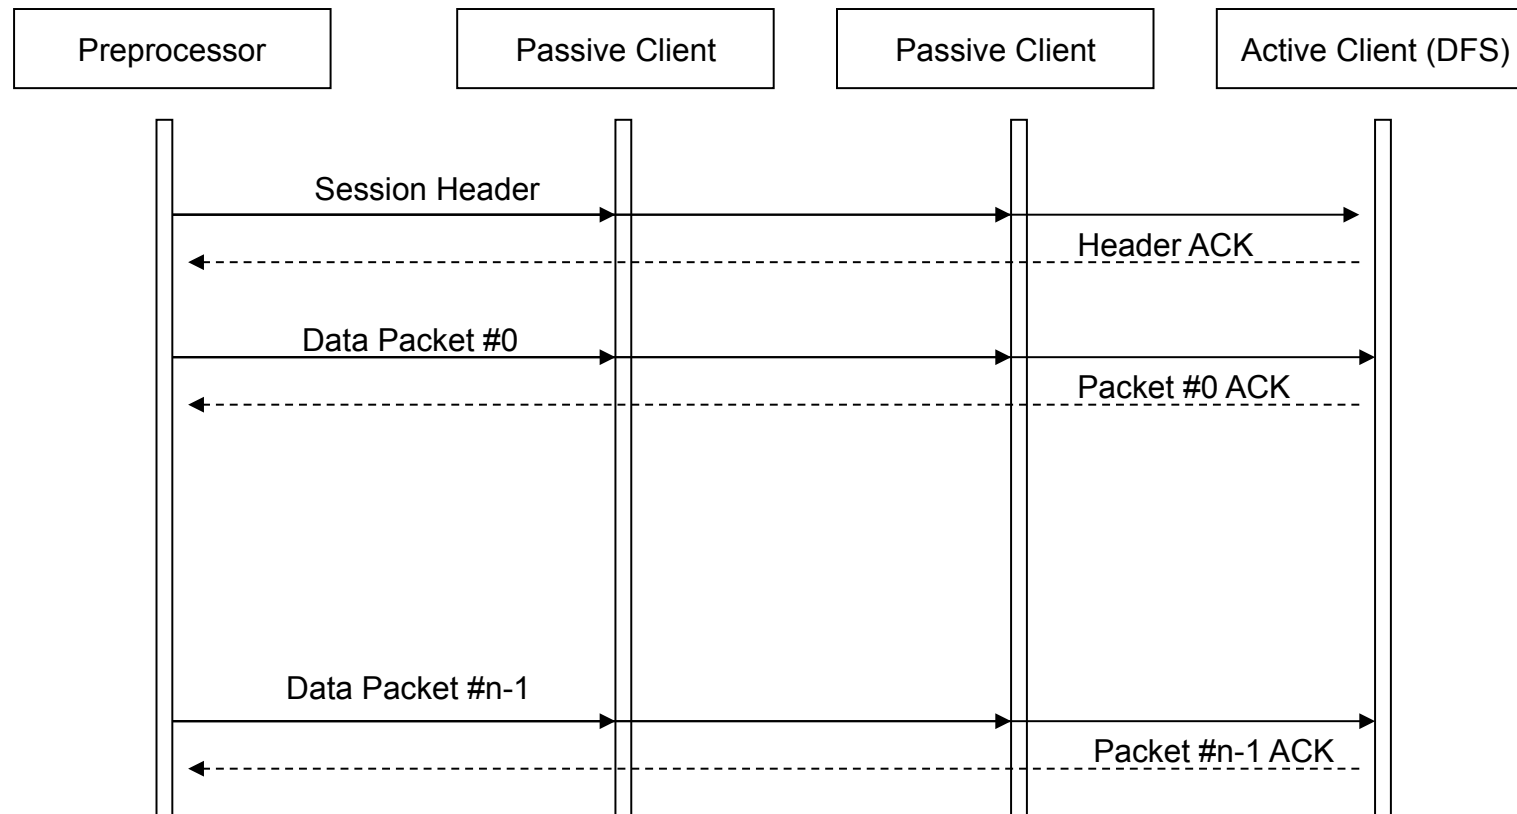 Preprocessor
Passive Client
Passive Client
Active Client (DFS)
Session Header
Header ACK
Data Packet #0
Packet #0 ACK
Data Packet #n-1
Packet #n-1 ACK